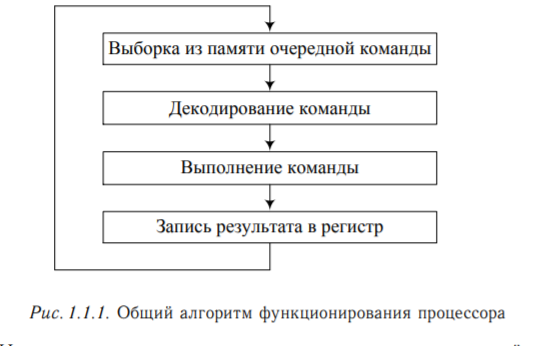 Выборка из памяти очередной команды
Декодирование команды
Выполнение команды
Запись результата в регистр
Рис. 1.1.1. Общий алгоритм функционирования процессора